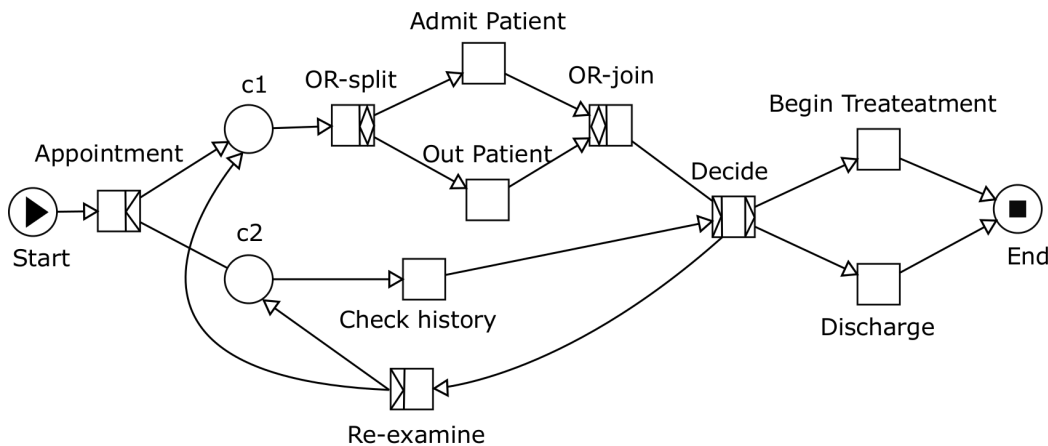 Admit Patient
OR-split
OR-join
c1
Begin Treateatment
Appointment
Out Patient
Decide
c2
Start
End
Check history
Discharge
Re-examine